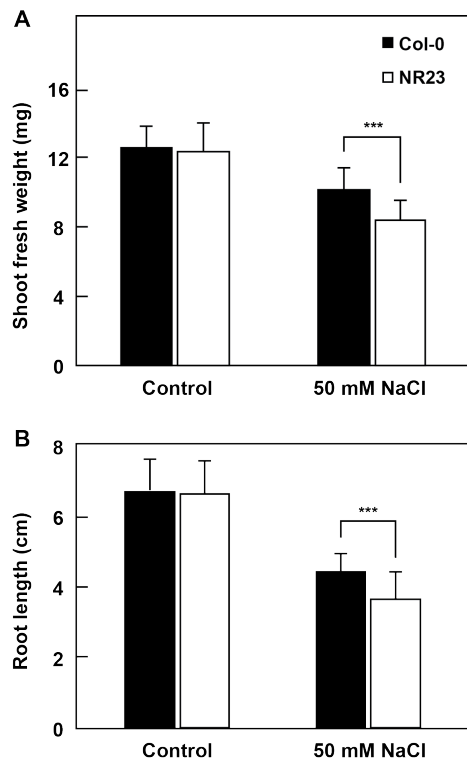 A
Col-0
NR23
Shoot fresh weight (mg)
16
12
8
4
0
***
Control
50 mM NaCl
B
Root length (cm)
8
6
4
2
0
***
Control
50 mM NaCl